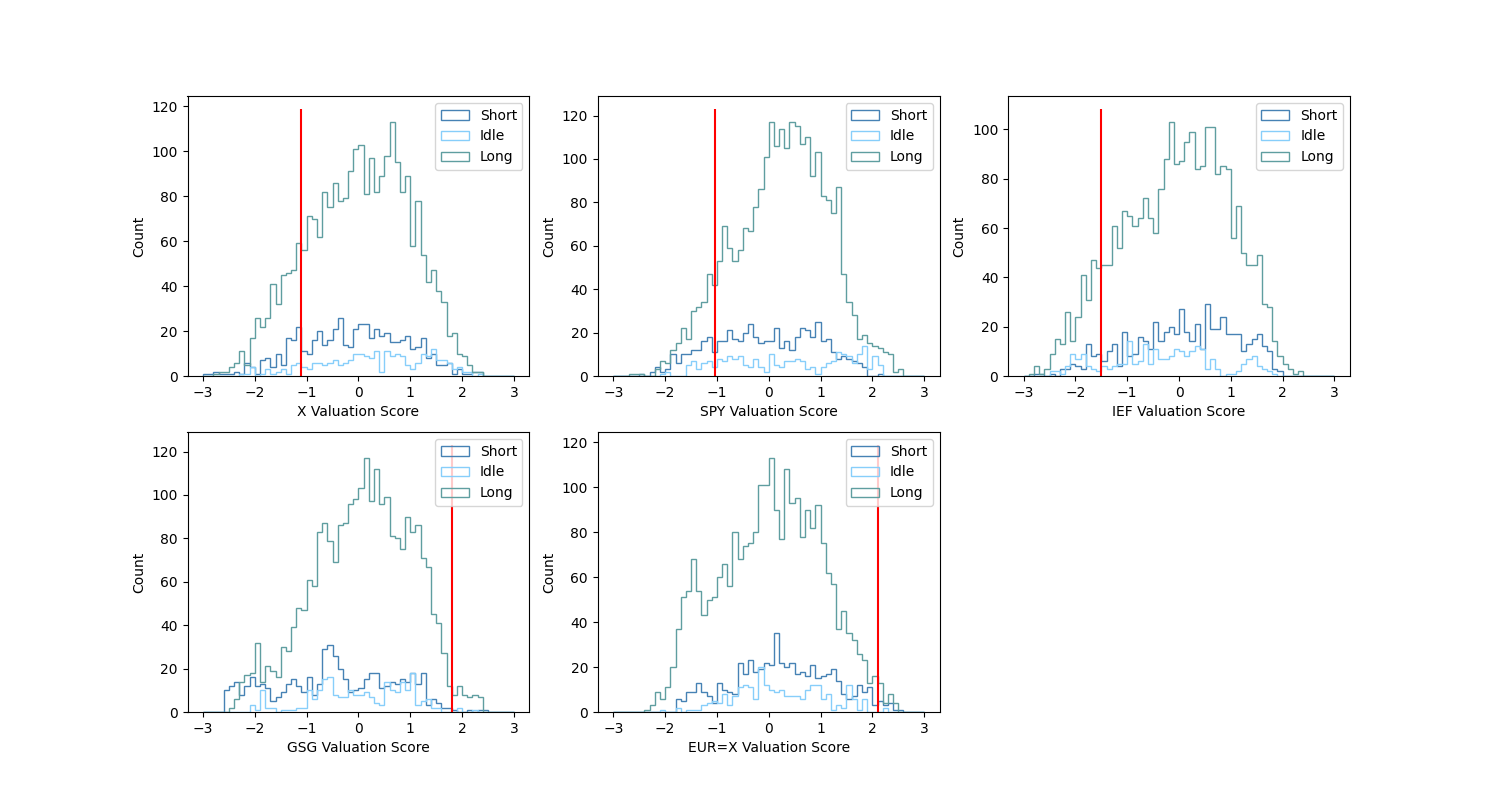 120
100
80
60
40
20
0
Count
−3 −2 −1 0 1 2 3
X Valuation Score
Short
Idle
Long
120
100
80
60
40
20
0
Count
−3 −2 −1 0 1 2 3
SPY Valuation Score
Short
Idle
Long
100
80
60
40
20
0
Count
−3 −2 −1 0 1 2 3
IEF Valuation Score
Short
Idle
Long
120
100
80
60
40
20
0
Count
−3 −2 −1 0 1 2 3
GSG Valuation Score
Short
Idle
Long
120
100
80
60
40
20
0
Count
−3 −2 −1 0 1 2 3
EUR=X Valuation Score
Short
Idle
Long